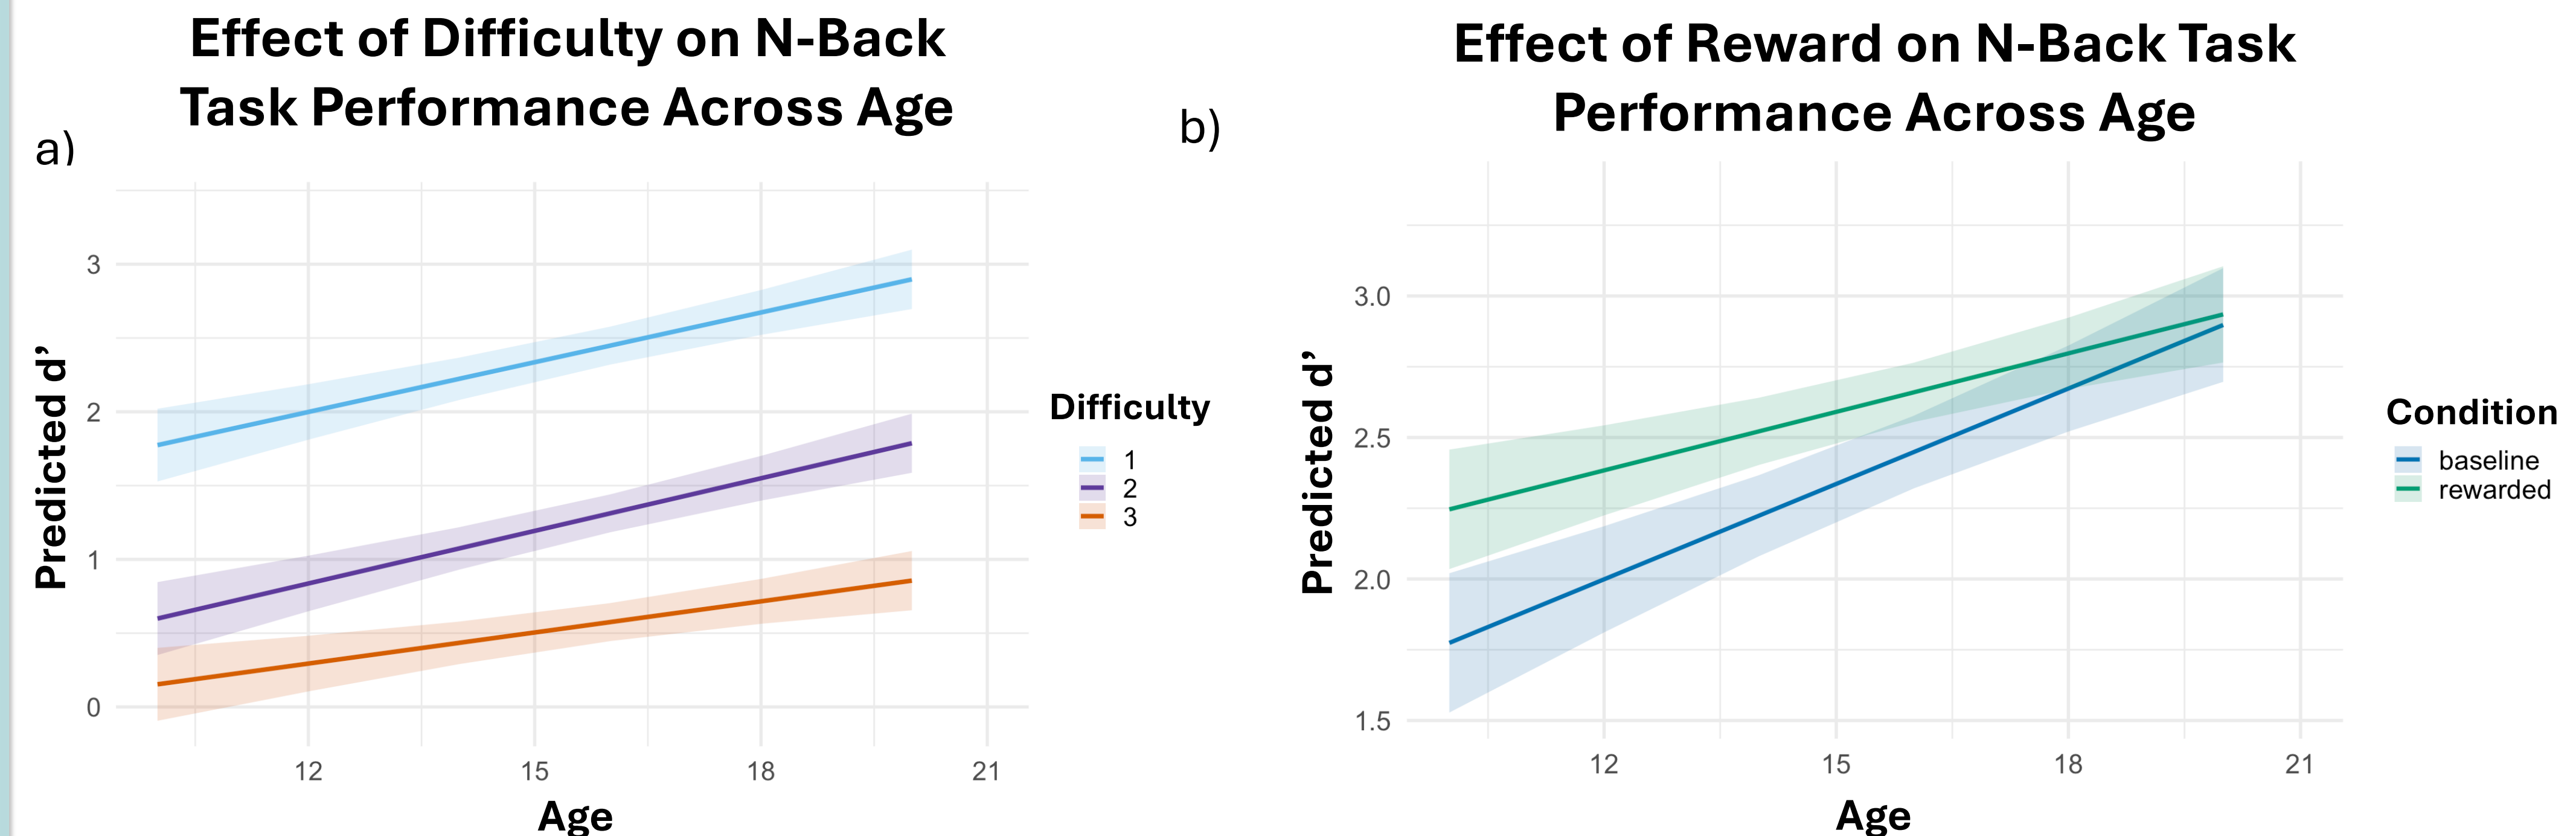 Effect of Difficulty on N-Back
Task Performance Across Age
a)
Predicted d’
3
2
1
0
12 15 18 21
Age
Difficulty
1
2
3
Effect of Reward on N-Back Task
Performance Across Age
b)
Predicted d’
3.0
2.5
2.0
1.5
12 15 18 21
Age
Condition
baseline
rewarded